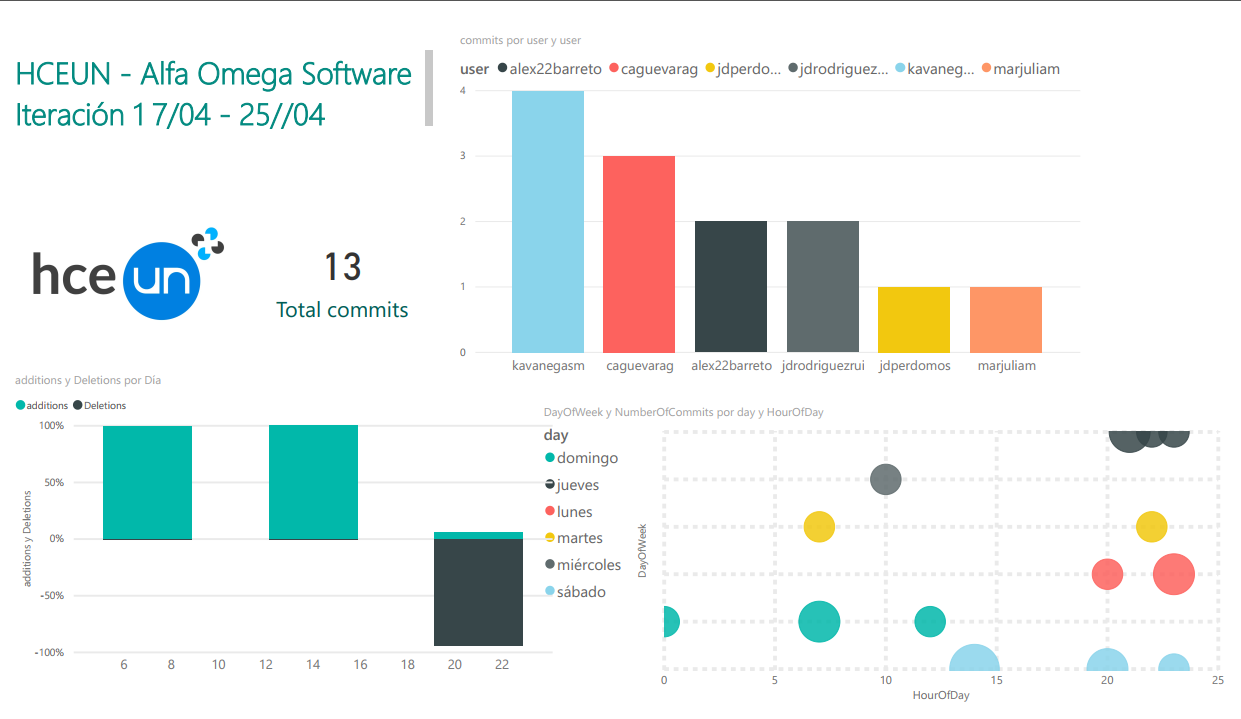 HCEUN - Alfa Omega Software
Iteración 1 7/04 - 25//04
hce un
13
Total commits
commits por user y user
user alex22barreto caguevarag jdperdo... jdrodriguez... kavaneg... marjuliam
4
3
2
1
0
kavanegasm caguevarag alex22barreto jdrodriguezrui jdperdomos marjuliam
additions y Deletions por Día
additions Deletions
additions y Deletions
100%
50%
0%
-50%
-100%
6 8 10 12 14 16 18 20 22
DayOfWeek y NumberOfCommits por day y HourOfDay
day
domingo
jueves
lunes
martes
miércoles
sábado
DayOfWeek
0 5 10 15 20 25
HourOfDay